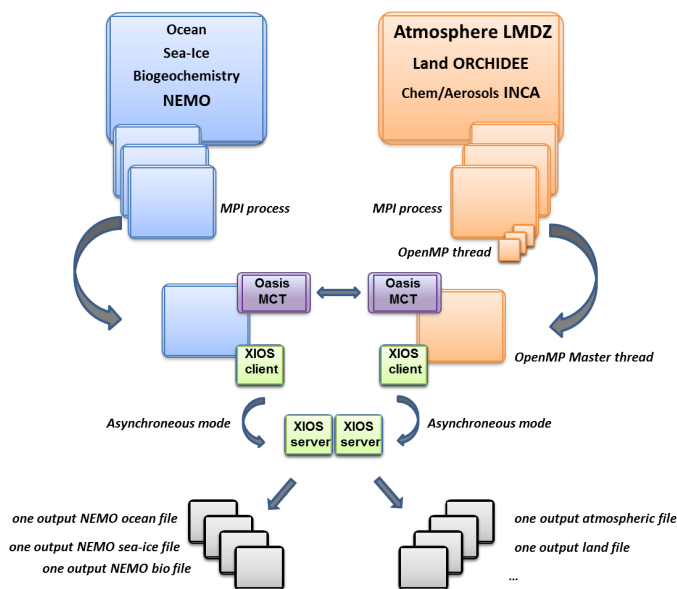 Ocean
Sea-Ice
Biogeochemistry
NEMO
Atmosphere LMDZ
Land ORCHIDEE
Chem/Aerosols INCA
MPI process
MPI process
OpenMP thread
Oasis
MCT
Oasis
MCT
XIOS
client
XIOS
client
OpenMP Master thread
Asynchroneous mode
XIOS
server
XIOS
server
Asynchroneous mode
one output NEMO ocean file
one output NEMO sea-ice file
one output NEMO bio file
one output atmospheric file
one output land file
...